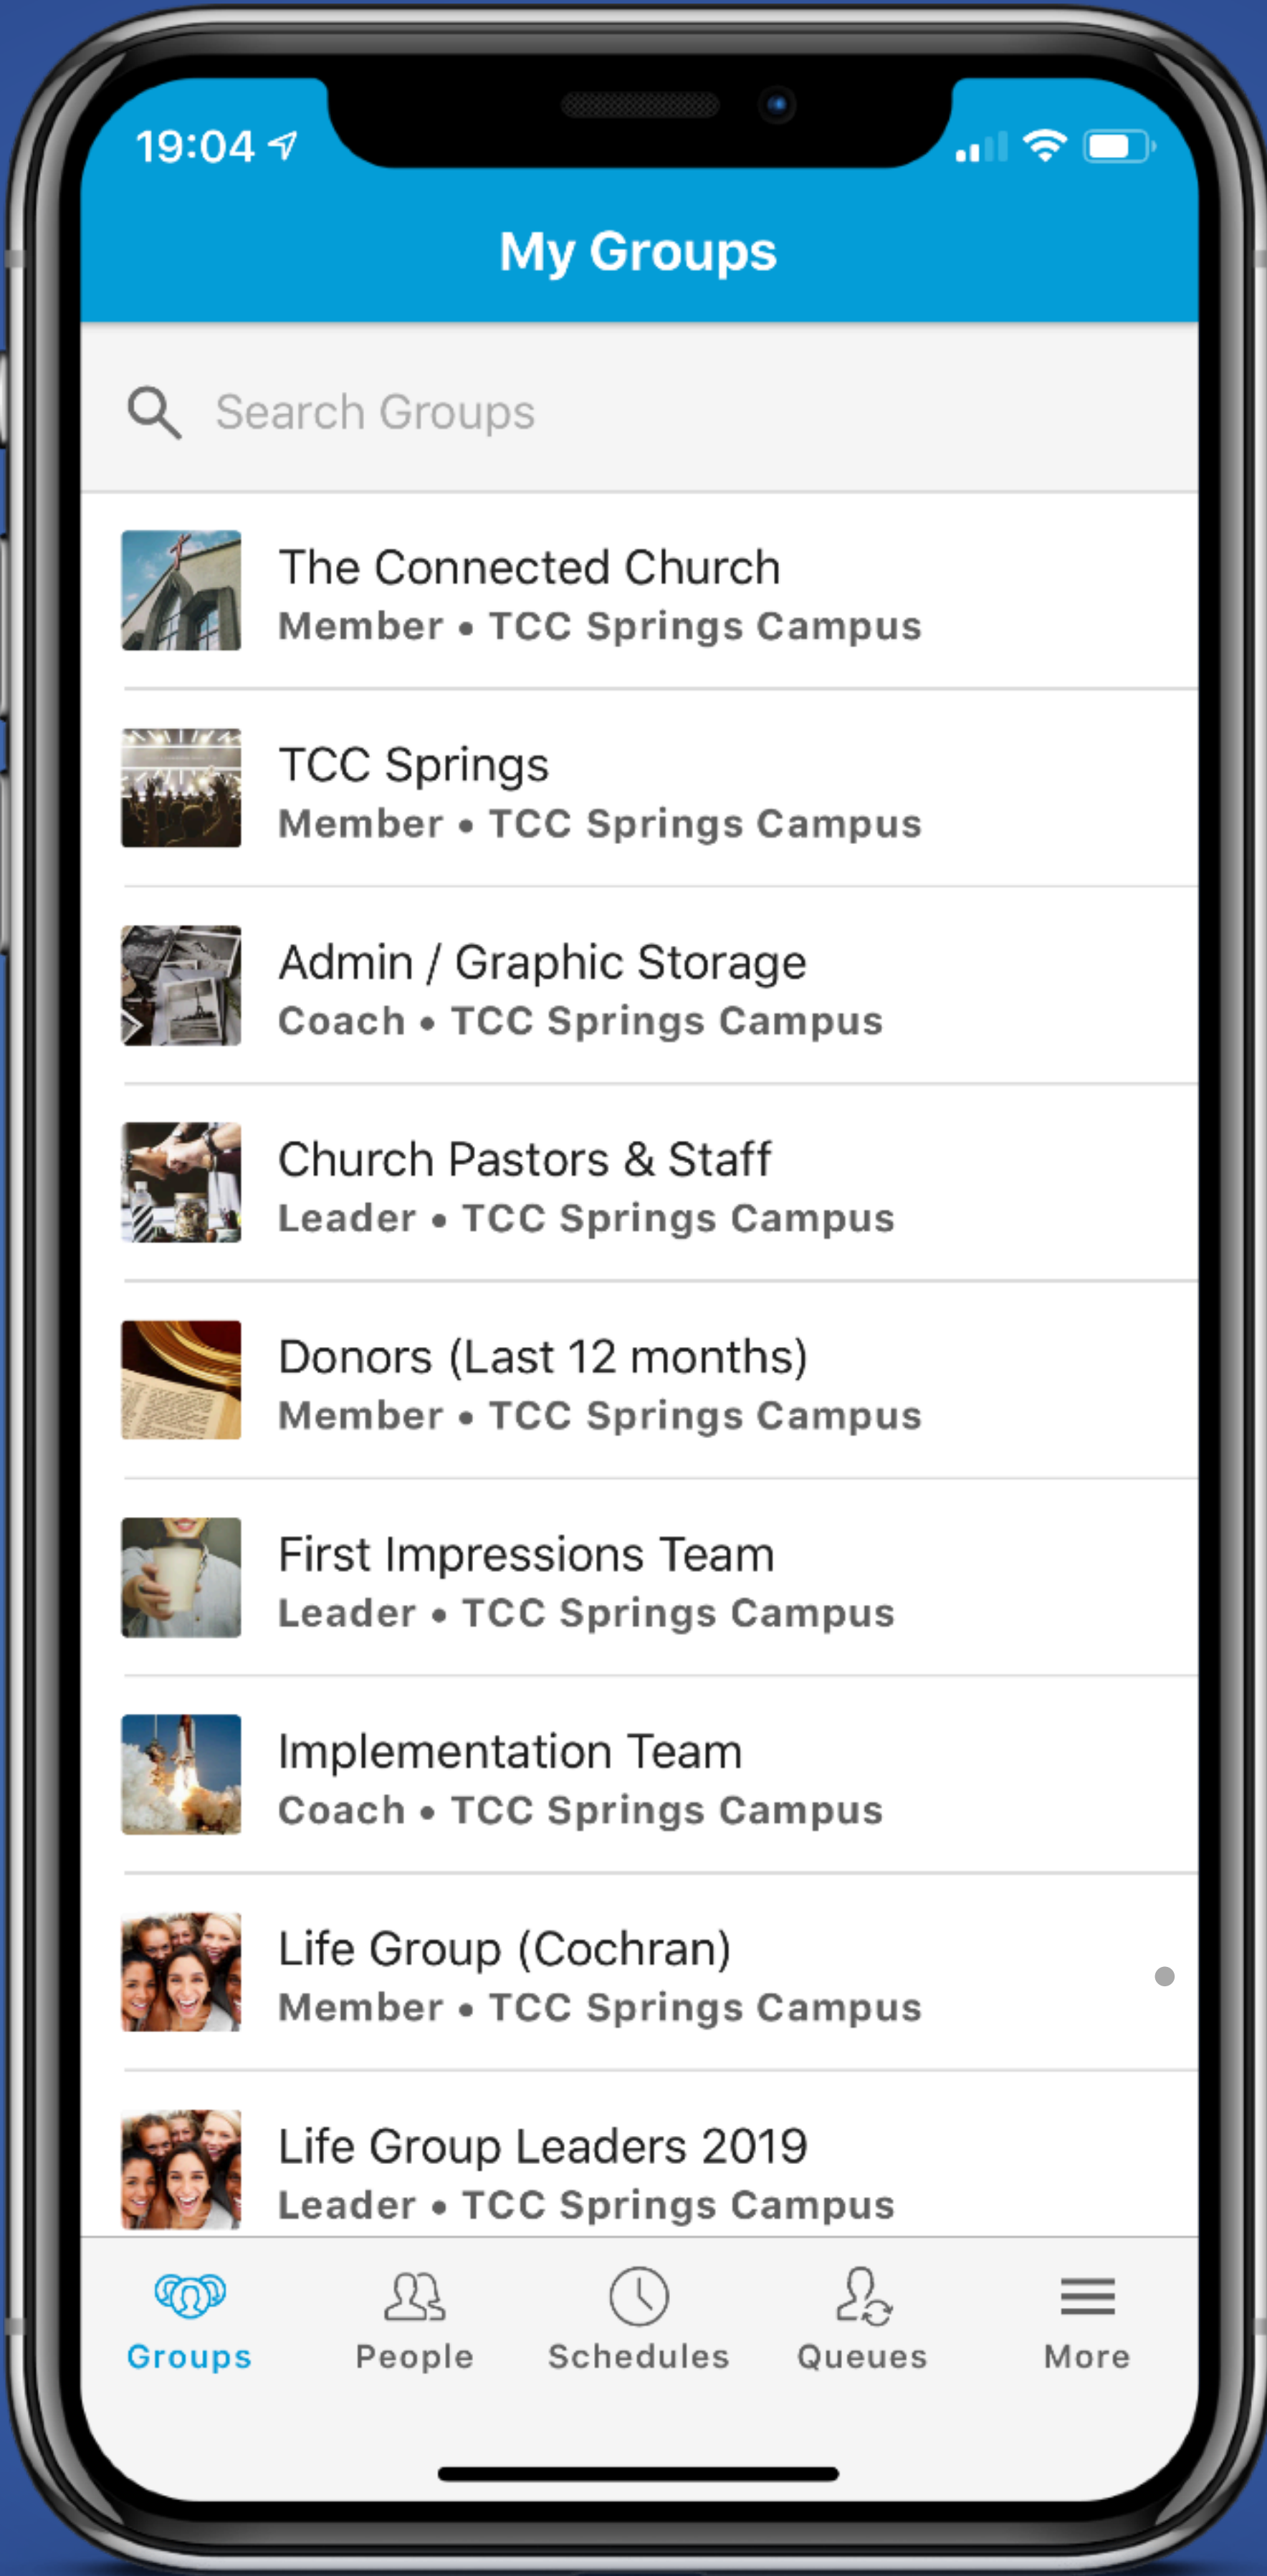 19:04
My Groups
Search Groups
The Connected Church
Member • TCC Springs Campus
TCC Springs
Member • TCC Springs Campus
Admin / Graphic Storage
Coach • TCC Springs Campus
Church Pastors & Staff
Leader • TCC Springs Campus
Donors (Last 12 months)
Member • TCC Springs Campus
First Impressions Team
Leader • TCC Springs Campus
Implementation Team
Coach • TCC Springs Campus
Life Group (Cochran)
Member • TCC Springs Campus
Life Group Leaders 2019
Leader • TCC Springs Campus
Groups People Schedules Queues More